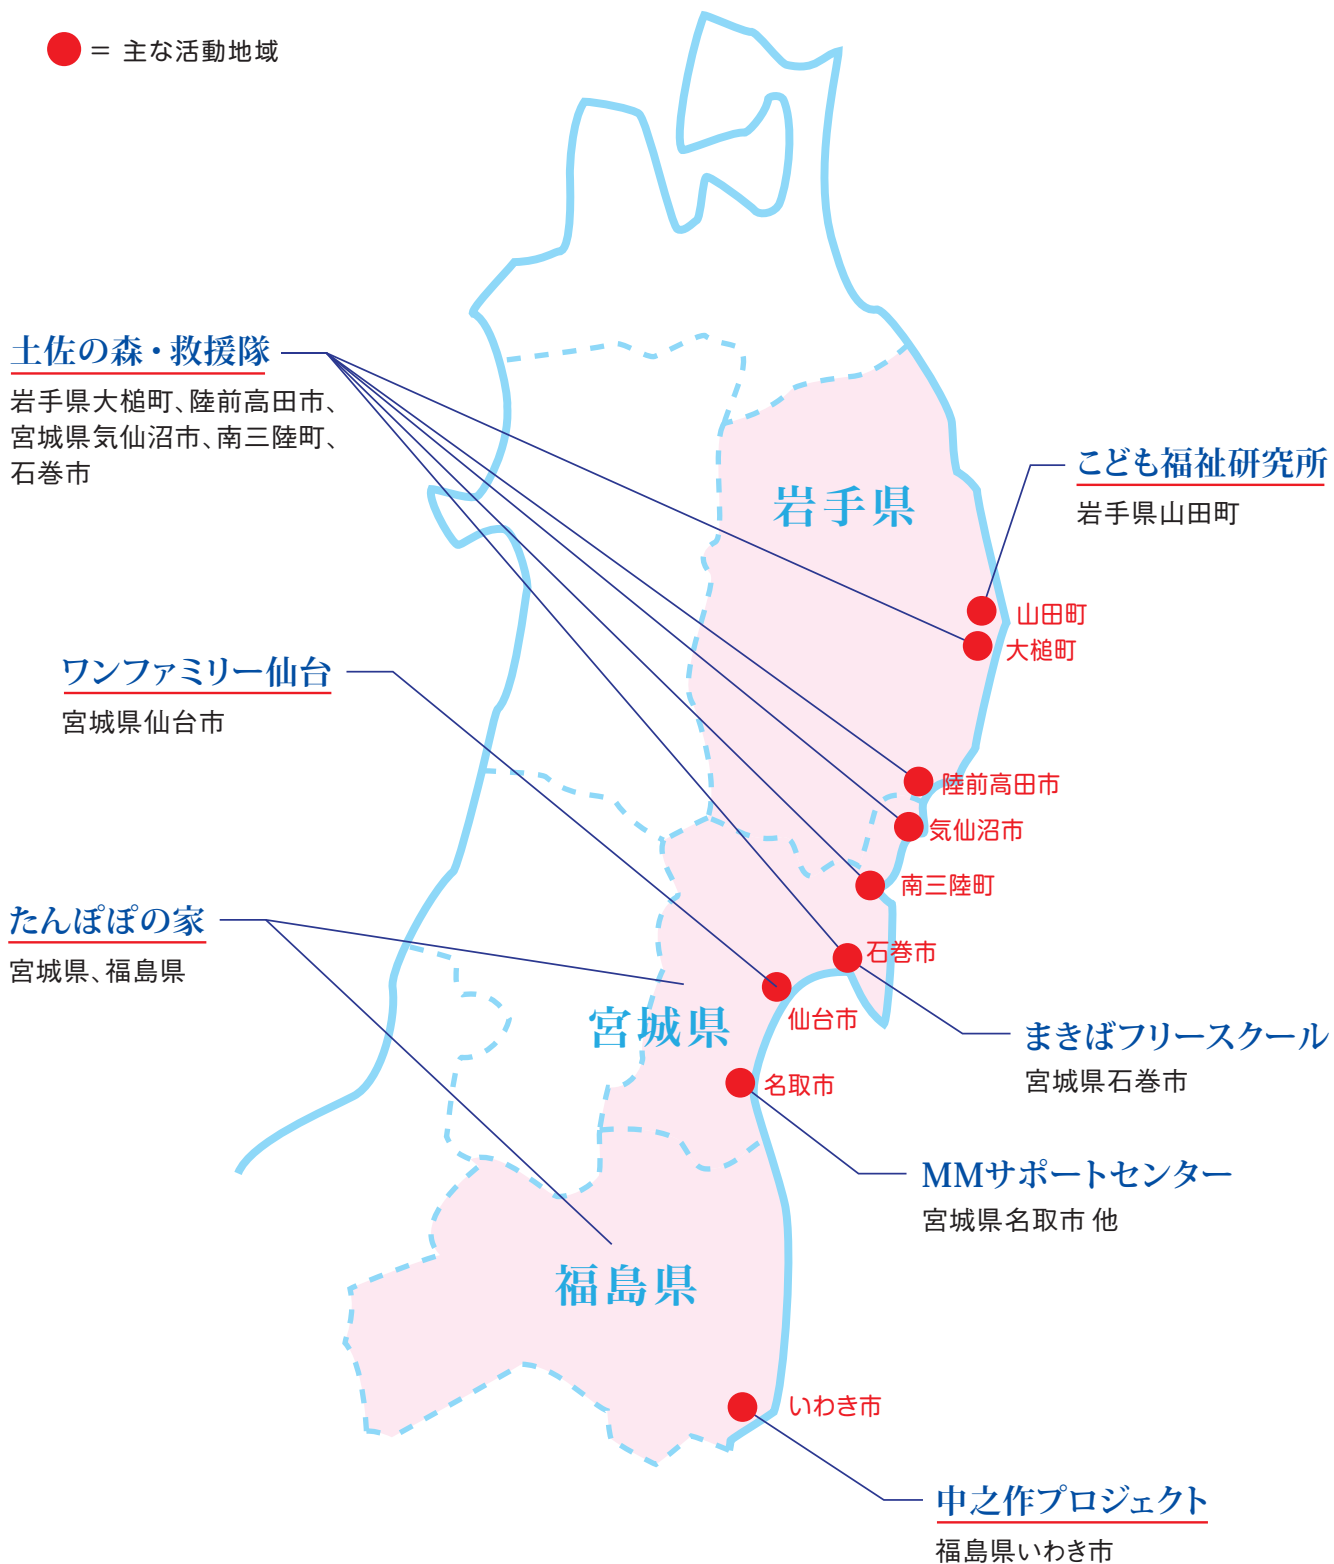 = 主な活動地域
土佐の森・救援隊
岩手県大槌町、陸前高田市、
宮城県気仙沼市、南三陸町、
石巻市
こども福祉研究所
岩手県山田町
岩手県
山田町
大槌町
ワンファミリー仙台
宮城県仙台市
陸前高田市
気仙沼市
南三陸町
たんぽぽの家
宮城県、福島県
石巻市
仙台市
宮城県
まきばフリースクール
宮城県石巻市
名取市
MMサポートセンター
宮城県名取市 他
福島県
いわき市
中之作プロジェクト
福島県いわき市